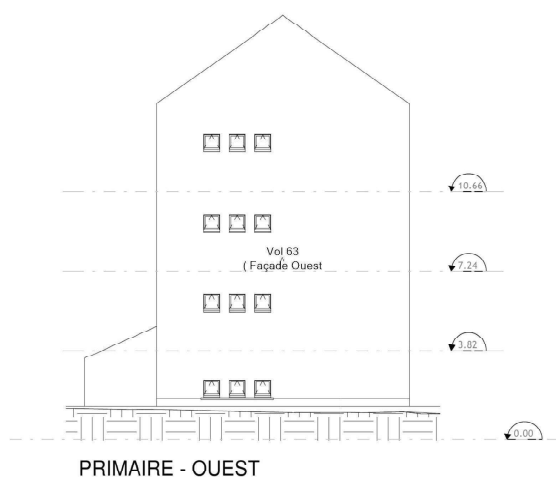 10.66
Vol 63
( Façade Ouest
7.24
3.82
0.00
PRIMAIRE - OUEST